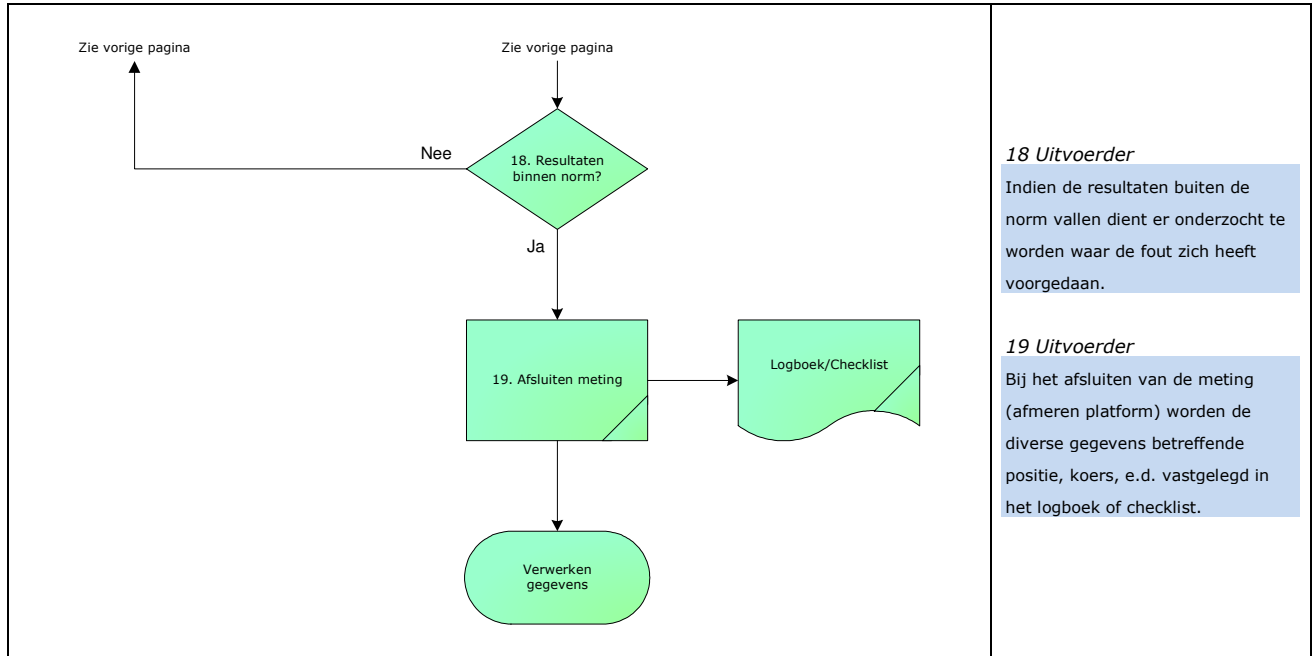 Zie vorige pagina
Zie vorige pagina
Nee
18. Resultaten
binnen norm?
Ja
19. Afsluiten meting
Logboek/Checklist
Verwerken
gegevens
18 Uitvoerder
Indien de resultaten buiten de
norm vallen dient er onderzocht te
worden waar de fout zich heeft
voorgedaan.
19 Uitvoerder
Bij het afsluiten van de meting
(afmeren platform) worden de
diverse gegevens betreffende
positie, koers, e.d. vastgelegd in
het logboek of checklist.